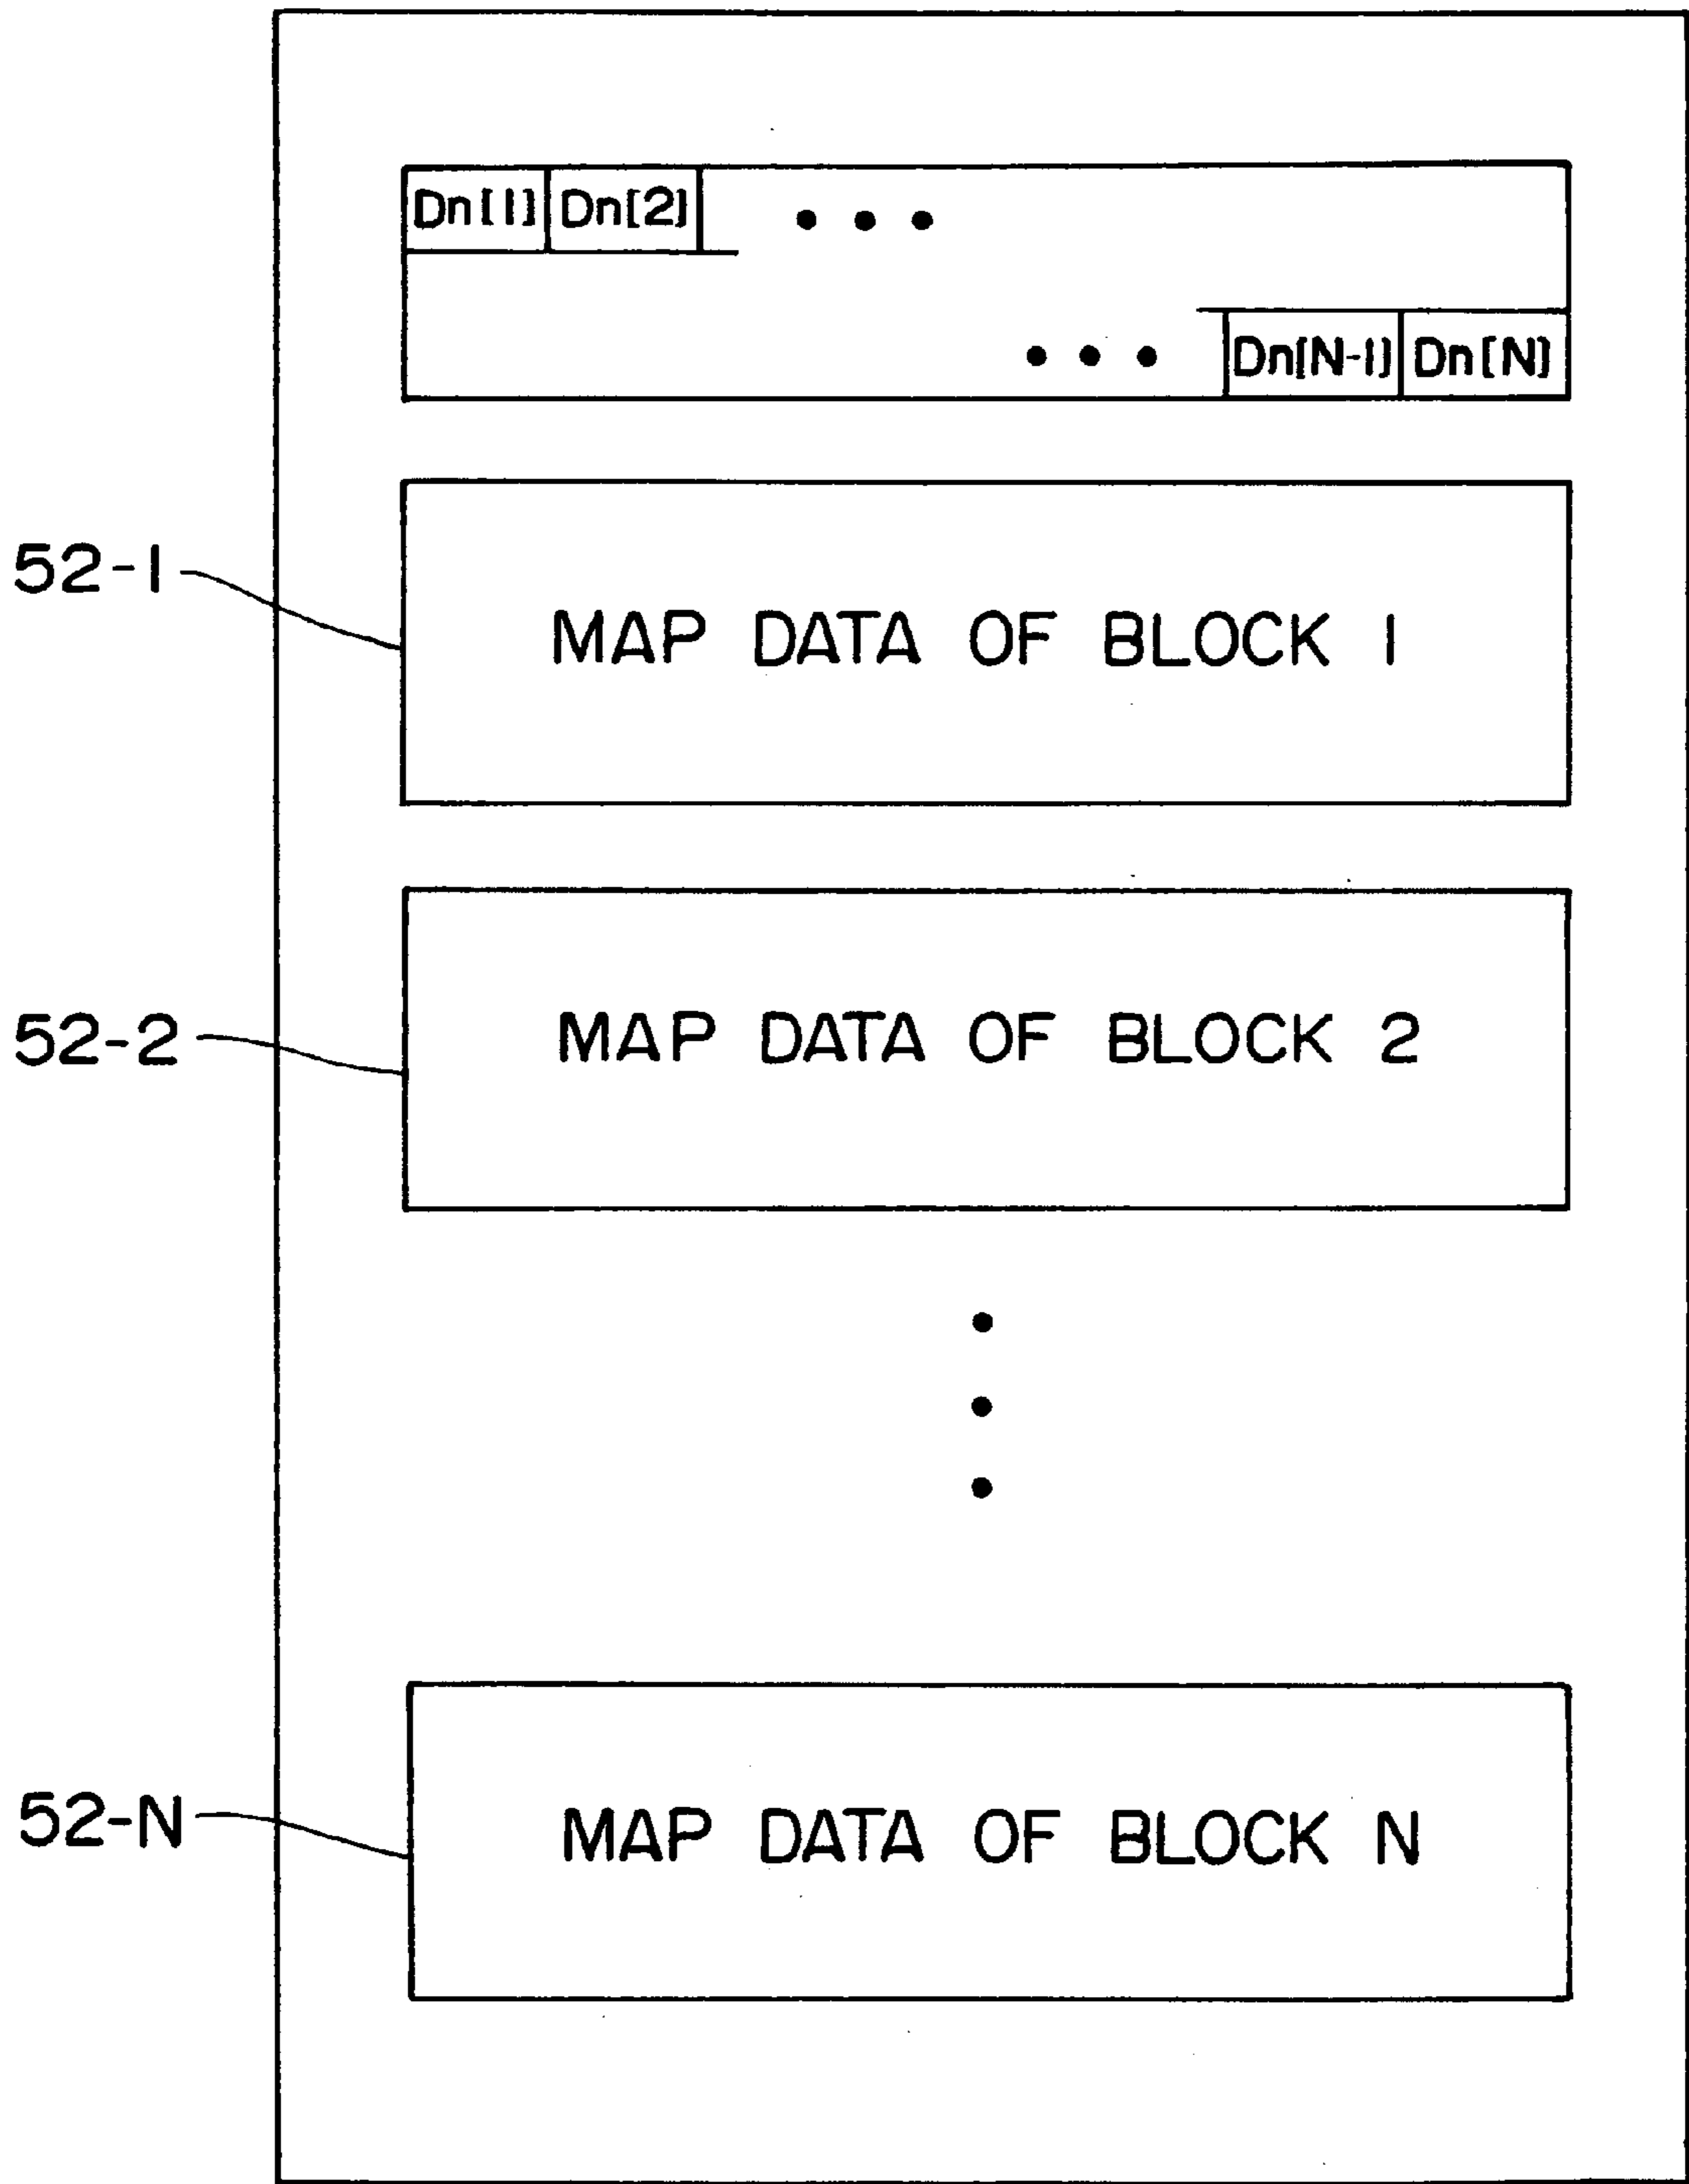 Dn[1] Dn[2] • • •
• • • Dn[N-1] Dn[N]
52-1
MAP DATA OF BLOCK 1
52-2
MAP DATA OF BLOCK 2
52-N
MAP DATA OF BLOCK N